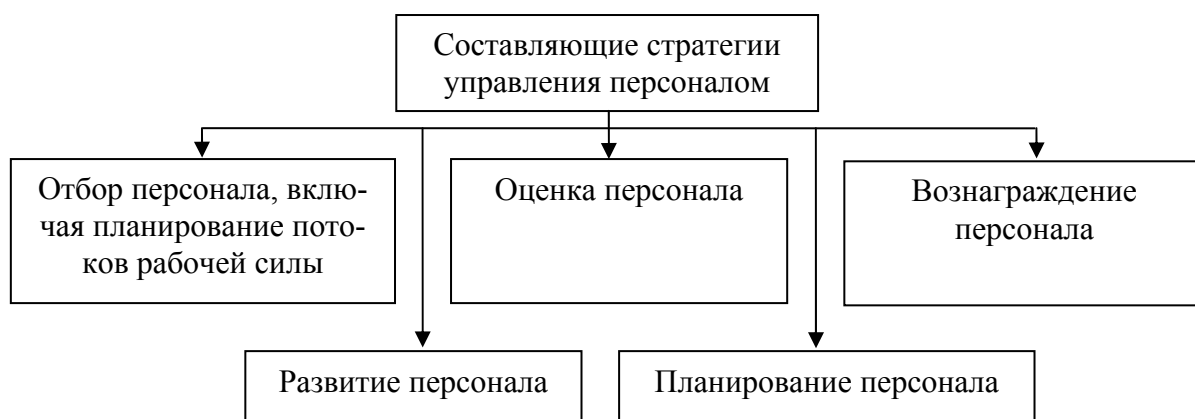 Составляющие стратегии
управления персоналом
Отбор персонала, вклю-
чая планирование пото-
ков рабочей силы
Оценка персонала
Вознаграждение
персонала
Развитие персонала
Планирование персонала